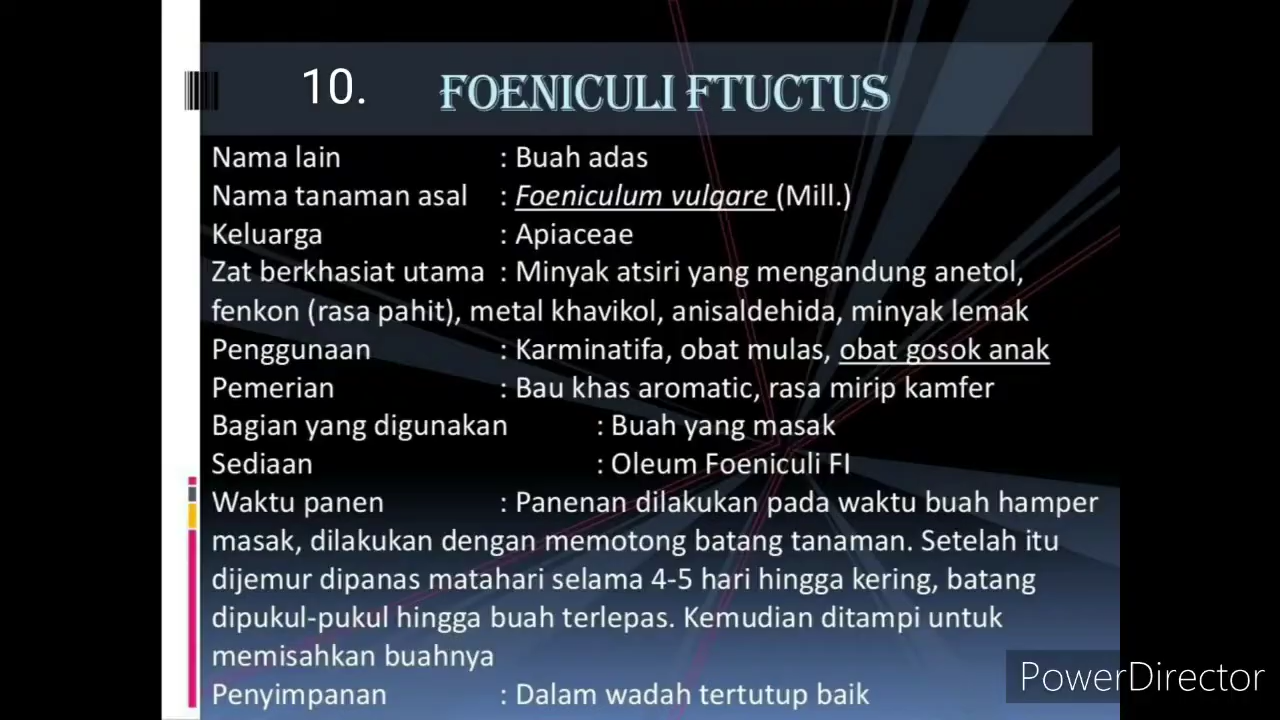 10. FOENICULI FTUCTUS
Nama lain : Buah adas
Nama tanaman asal : Foeniculum vulgare (Mill.)
Keluarga : Apiaceae
Zat berkhasiat utama : Minyak atsiri yang mengandung anetol,
fenkon (rasa pahit), metal khavikol, anisaldehida, minyak lemak
Penggunaan : Karminatifa, obat mulas, obat gosok anak
Pemerian : Bau khas aromatic, rasa mirip kamfer
Bagian yang digunakan : Buah yang masak
Sediaan : Oleum Foeniculi FI
Waktu panen : Panenan dilakukan pada waktu buah hamper
masak, dilakukan dengan memotong batang tanaman. Setelah itu
dijemur dipanas matahari selama 4-5 hari hingga kering, batang
dipukul-pukul hingga buah terlepas. Kemudian ditampi untuk
memisahkan buahnya
Penyimpanan : Dalam wadah tertutup baik
PowerDirector